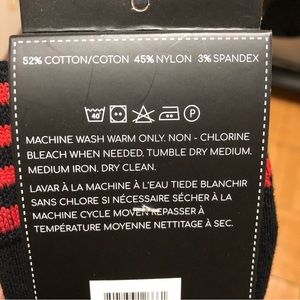 52% COTTON/COTON 45% NYLON 3% SPANDEX
40
MACHINE WASH WARM ONLY. NON - CHLORINE
BLEACH WHEN NEEDED. TUMBLE DRY MEDIUM.
MEDIUM IRON. DRY CLEAN.
LAVAR À LA MACHINE À L'EAU TIEDE BLANCHIR
SANS CHLORE SI NÉCESSAIRE SÉCHER À LA
MACHINE CYCLE MOYEN REPASSER À
TEMPÉRATURE MOYENNE NETTITAGE À SEC.